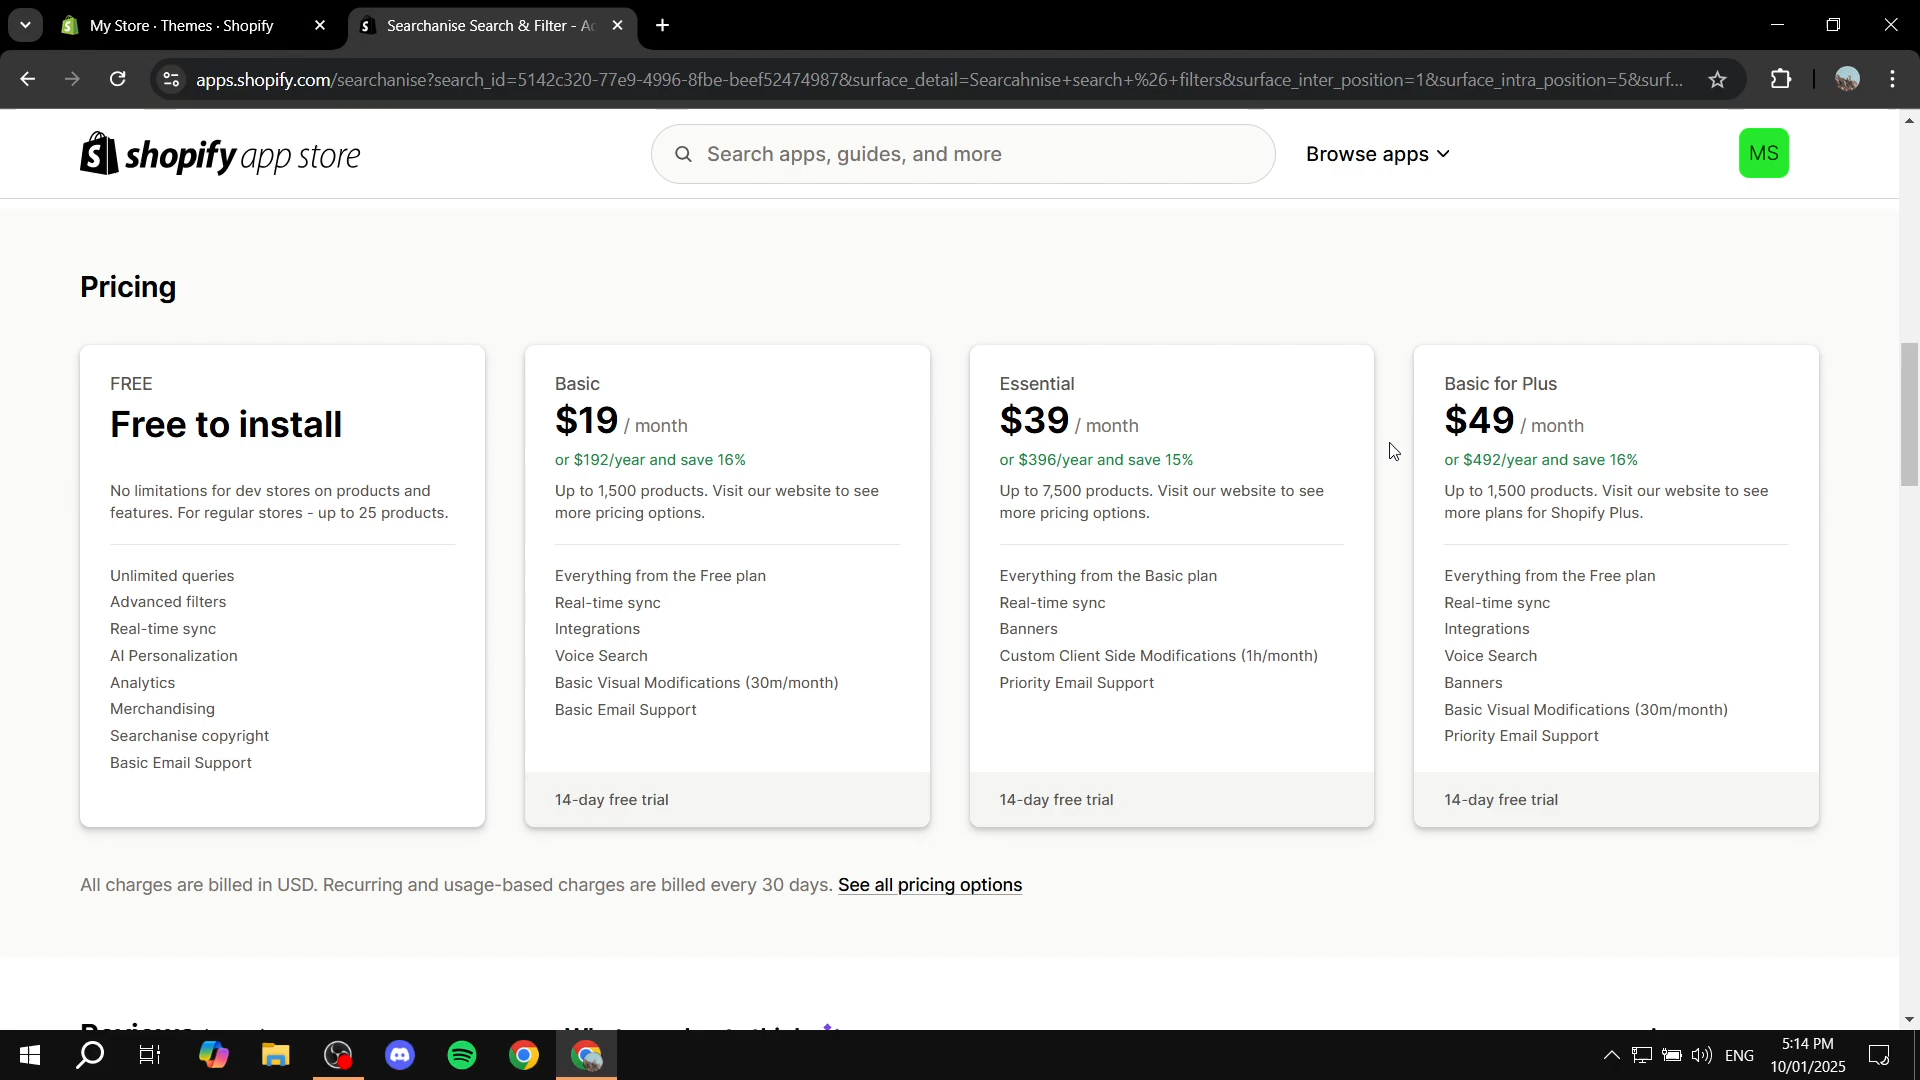 My Store · Themes · Shopify
Searchanise Search & Filter - Ac
apps.shopify.com/searchanise?search_id=5142c320-77e9-4996-8fbe-beef52474987&surface_detail=Searcahnise+search+%26+filters&surface_inter_position=1&surface_intra_position=5&surf...
shopify app store
Search apps, guides, and more
Browse apps
MS
Pricing
FREE
Free to install
No limitations for dev stores on products and
features. For regular stores - up to 25 products.
Unlimited queries
Advanced filters
Real-time sync
AI Personalization
Analytics
Merchandising
Searchanise copyright
Basic Email Support
Basic
$19 / month
or $192/year and save 16%
Up to 1,500 products. Visit our website to see
more pricing options.
Everything from the Free plan
Real-time sync
Integrations
Voice Search
Basic Visual Modifications (30m/month)
Basic Email Support
14-day free trial
Essential
$39 / month
or $396/year and save 15%
Up to 7,500 products. Visit our website to see
more pricing options.
Everything from the Basic plan
Real-time sync
Banners
Custom Client Side Modifications (1h/month)
Priority Email Support
14-day free trial
Basic for Plus
$49 / month
or $492/year and save 16%
Up to 1,500 products. Visit our website to see
more plans for Shopify Plus.
Everything from the Free plan
Real-time sync
Integrations
Voice Search
Banners
Basic Visual Modifications (30m/month)
Priority Email Support
14-day free trial
All charges are billed in USD. Recurring and usage-based charges are billed every 30 days. See all pricing options
Reviews
ENG
5:14 PM
10/01/2025